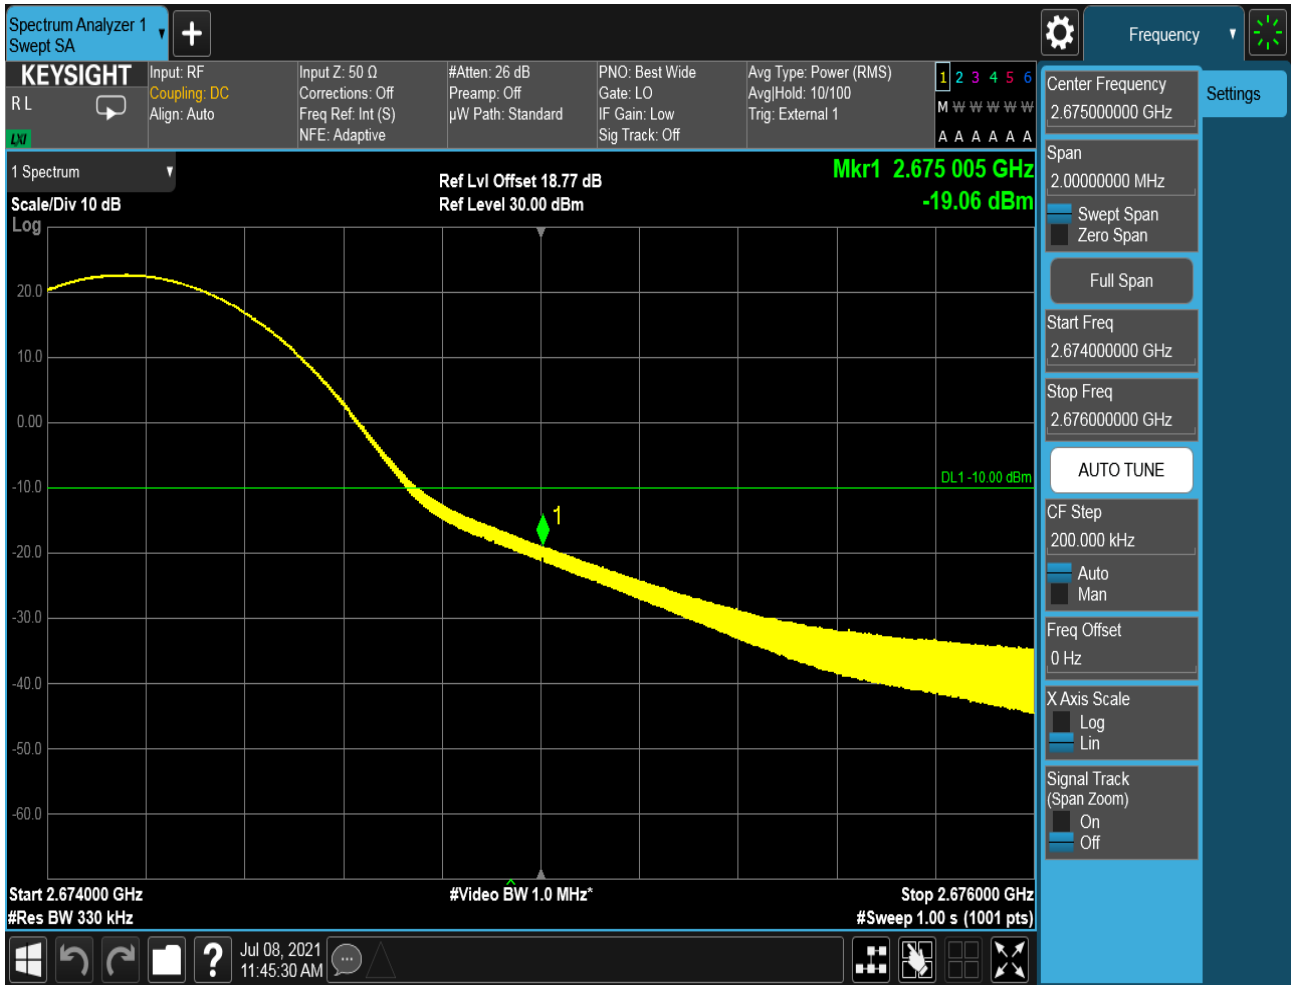 Spectrum Analyzer 1
Swept SA
Frequency
KEYSIGHT
R L
LXI
Input: RF
Coupling: DC
Align: Auto
Input Z: 50 Ω
Corrections: Off
Freq Ref: Int (S)
NFE: Adaptive
#Atten: 26 dB
Preamp: Off
µW Path: Standard
PNO: Best Wide
Gate: LO
IF Gain: Low
Sig Track: Off
Avg Type: Power (RMS)
Avg|Hold: 10/100
Trig: External 1
1 2 3 4 5 6
M W W W W W
A A A A A A
1 Spectrum
Scale/Div 10 dB
Log
Ref Lvl Offset 18.77 dB
Ref Level 30.00 dBm
Mkr1 2.675 005 GHz
-19.06 dBm
20.0
10.0
0.00
-10.0
-20.0
-30.0
-40.0
-50.0
-60.0
DL1 -10.00 dBm
1
Start 2.674000 GHz
#Res BW 330 kHz
#Video BW 1.0 MHz*
Stop 2.676000 GHz
#Sweep 1.00 s (1001 pts)
Jul 08, 2021
11:45:30 AM
Center Frequency
2.675000000 GHz
Settings
Span
2.00000000 MHz
Swept Span
Zero Span
Full Span
Start Freq
2.674000000 GHz
Stop Freq
2.676000000 GHz
AUTO TUNE
CF Step
200.000 kHz
Auto
Man
Freq Offset
0 Hz
X Axis Scale
Log
Lin
Signal Track
(Span Zoom)
On
Off